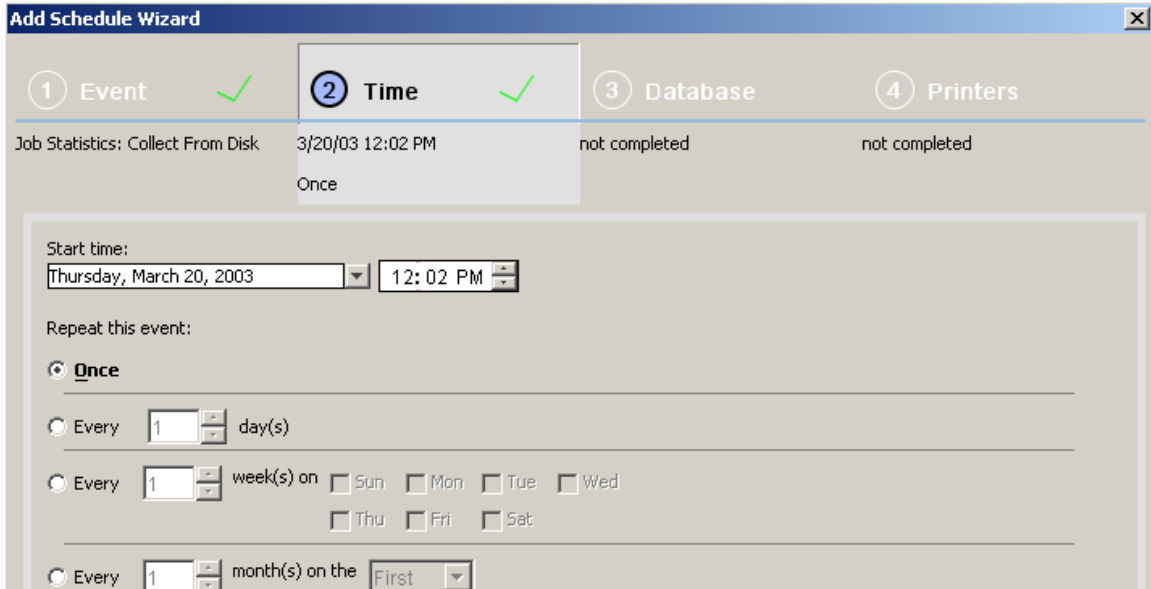 Add Schedule Wizard
1 Event 2 Time 3 Database 4 Printers
Job Statistics: Collect From Disk 3/20/03 12:02 PM not completed not completed
Once
Start time:
Thursday, March 20, 2003 12:02 PM
Repeat this event:
Once
Every 1 day(s)
Every 1 week(s) on Sun Mon Tue Wed
Thu Fri Sat
Every 1 month(s) on the First